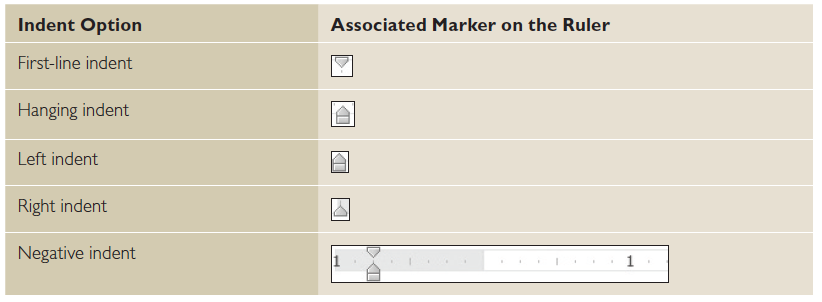 Indent Option Associated Marker on the Ruler
First-line indent
Hanging indent
Left indent
Right indent
Negative indent 1 1